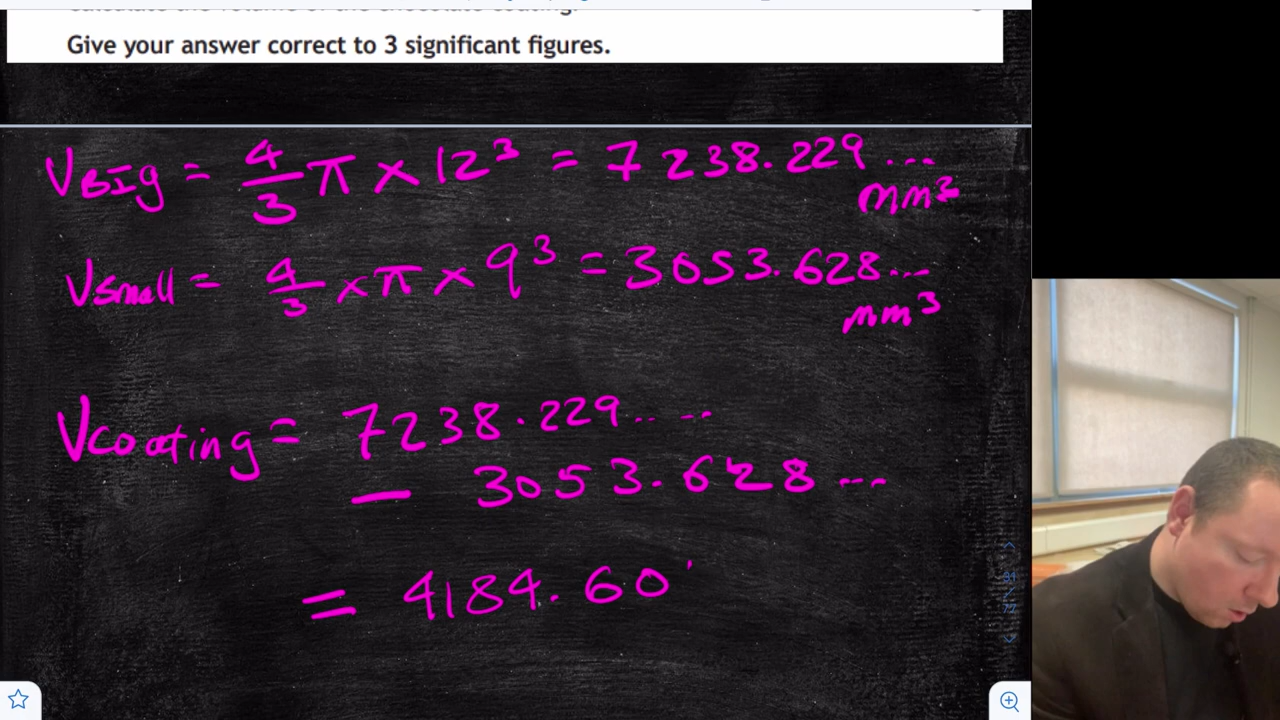 Give your answer correct to 3 significant figures.
VBIg = 4/3 π × 12³ = 7238.229...
mm³
Vsmall = 4/3 × π × 9³ = 3053.628...
mm³
Vcoating = 7238.229.. ..
— 3053.628...
= 4184.60'